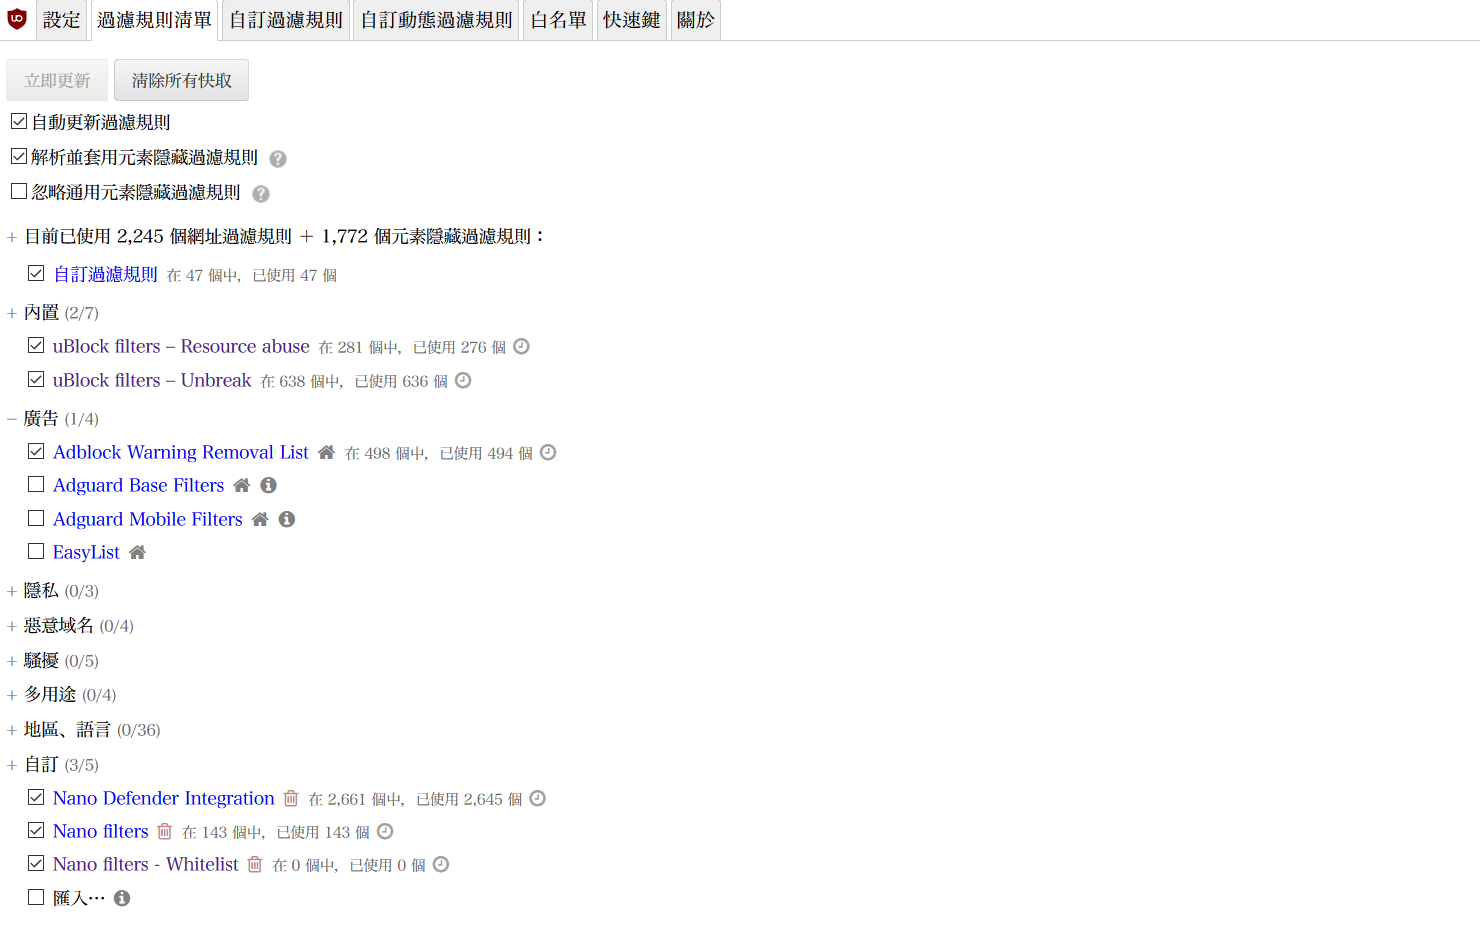 設定 過濾規則清單 自訂過濾規則 自訂動態過濾規則 白名單 快速鍵 關於
立即更新 清除所有快取
自動更新過濾規則
解析並套用元素隱藏過濾規則
忽略通用元素隱藏過濾規則
+ 目前已使用 2,245 個網址過濾規則 + 1,772 個元素隱藏過濾規則：
自訂過濾規則 在 47 個中，已使用 47 個
+ 內置 (2/7)
uBlock filters – Resource abuse 在 281 個中，已使用 276 個
uBlock filters – Unbreak 在 638 個中，已使用 636 個
− 廣告 (1/4)
Adblock Warning Removal List 在 498 個中，已使用 494 個
Adguard Base Filters
Adguard Mobile Filters
EasyList
+ 隱私 (0/3)
+ 惡意域名 (0/4)
+ 騷擾 (0/5)
+ 多用途 (0/4)
+ 地區、語言 (0/36)
+ 自訂 (3/5)
Nano Defender Integration 在 2,661 個中，已使用 2,645 個
Nano filters 在 143 個中，已使用 143 個
Nano filters - Whitelist 在 0 個中，已使用 0 個
匯入…